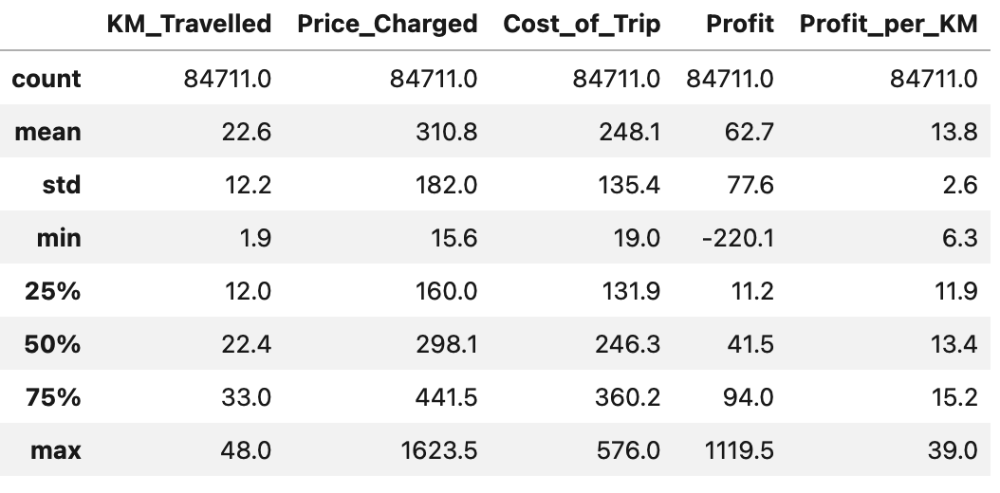 KM_Travelled Price_Charged Cost_of_Trip Profit Profit_per_KM
count 84711.0 84711.0 84711.0 84711.0 84711.0
mean 22.6 310.8 248.1 62.7 13.8
std 12.2 182.0 135.4 77.6 2.6
min 1.9 15.6 19.0 -220.1 6.3
25% 12.0 160.0 131.9 11.2 11.9
50% 22.4 298.1 246.3 41.5 13.4
75% 33.0 441.5 360.2 94.0 15.2
max 48.0 1623.5 576.0 1119.5 39.0